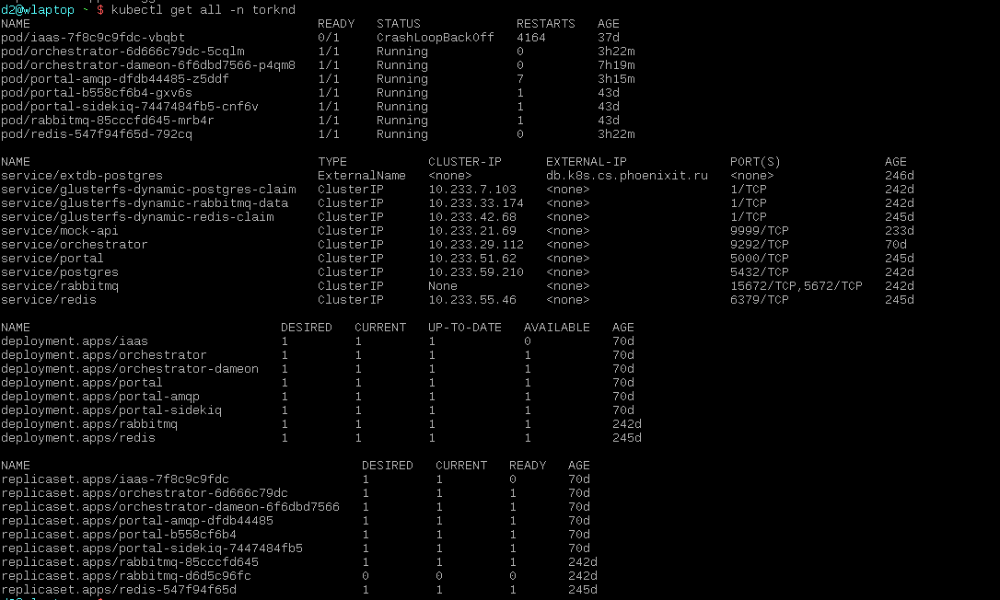 d2@wlaptop ~ $ kubectl get all -n torknd
NAME READY STATUS RESTARTS AGE
pod/iaas-7f8c9c9fdc-vbqbt 0/1 CrashLoopBackOff 4164 37d
pod/orchestrator-6d666c79dc-5cqlm 1/1 Running 0 3h22m
pod/orchestrator-dameon-6f6dbd7566-p4qm8 1/1 Running 0 7h19m
pod/portal-amqp-dfdb44485-z5ddf 1/1 Running 7 3h15m
pod/portal-b558cf6b4-gxv6s 1/1 Running 1 43d
pod/portal-sidekiq-7447484fb5-cnf6v 1/1 Running 1 43d
pod/rabbitmq-85cccfd645-mrb4r 1/1 Running 1 43d
pod/redis-547f94f65d-792cq 1/1 Running 0 3h22m
NAME TYPE CLUSTER-IP EXTERNAL-IP PORT(S) AGE
service/extdb-postgres ExternalName <none> db.k8s.cs.phoenixit.ru <none> 246d
service/glusterfs-dynamic-postgres-claim ClusterIP 10.233.7.103 <none> 1/TCP 242d
service/glusterfs-dynamic-rabbitmq-data ClusterIP 10.233.33.174 <none> 1/TCP 242d
service/glusterfs-dynamic-redis-claim ClusterIP 10.233.42.68 <none> 1/TCP 245d
service/mock-api ClusterIP 10.233.21.69 <none> 9999/TCP 233d
service/orchestrator ClusterIP 10.233.29.112 <none> 9292/TCP 70d
service/portal ClusterIP 10.233.51.62 <none> 5000/TCP 245d
service/postgres ClusterIP 10.233.59.210 <none> 5432/TCP 242d
service/rabbitmq ClusterIP None <none> 15672/TCP,5672/TCP 242d
service/redis ClusterIP 10.233.55.46 <none> 6379/TCP 245d
NAME DESIRED CURRENT UP-TO-DATE AVAILABLE AGE
deployment.apps/iaas 1 1 1 0 70d
deployment.apps/orchestrator 1 1 1 1 70d
deployment.apps/orchestrator-dameon 1 1 1 1 70d
deployment.apps/portal 1 1 1 1 70d
deployment.apps/portal-amqp 1 1 1 1 70d
deployment.apps/portal-sidekiq 1 1 1 1 70d
deployment.apps/rabbitmq 1 1 1 1 242d
deployment.apps/redis 1 1 1 1 245d
NAME DESIRED CURRENT READY AGE
replicaset.apps/iaas-7f8c9c9fdc 1 1 0 70d
replicaset.apps/orchestrator-6d666c79dc 1 1 1 70d
replicaset.apps/orchestrator-dameon-6f6dbd7566 1 1 1 70d
replicaset.apps/portal-amqp-dfdb44485 1 1 1 70d
replicaset.apps/portal-b558cf6b4 1 1 1 70d
replicaset.apps/portal-sidekiq-7447484fb5 1 1 1 70d
replicaset.apps/rabbitmq-85cccfd645 1 1 1 242d
replicaset.apps/rabbitmq-d6d5c96fc 0 0 0 242d
replicaset.apps/redis-547f94f65d 1 1 1 245d